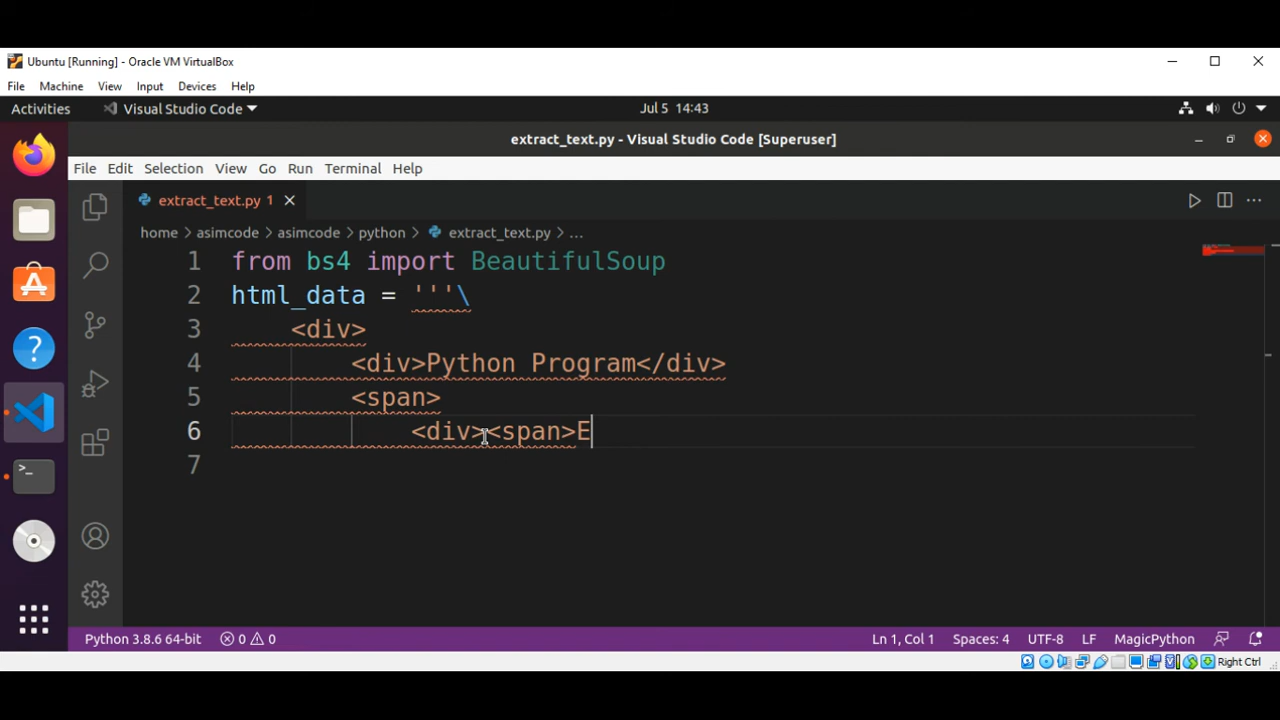 Ubuntu [Running] - Oracle VM VirtualBox
File Machine View Input Devices Help
Activities Visual Studio Code Jul 5 14:43
extract_text.py - Visual Studio Code [Superuser]
File Edit Selection View Go Run Terminal Help
extract_text.py 1
home > asimcode > asimcode > python > extract_text.py > ...
1 from bs4 import BeautifulSoup
2 html_data = '''\
3 <div>
4 <div>Python Program</div>
5 <span>
6 <div><span>E
7
Python 3.8.6 64-bit 0 0 Ln 1, Col 1 Spaces: 4 UTF-8 LF MagicPython
Right Ctrl